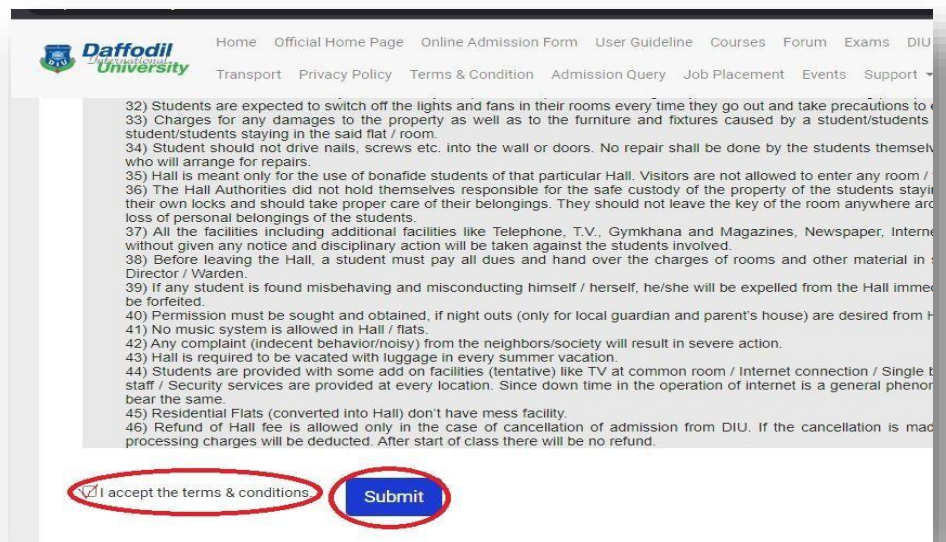 Daffodil
International
University
Home Official Home Page Online Admission Form User Guideline Courses Forum Exams DIU
Transport Privacy Policy Terms & Condition Admission Query Job Placement Events Support
32) Students are expected to switch off the lights and fans in their rooms every time they go out and take precautions to
33) Charges for any damages to the property as well as to the furniture and fixtures caused by a student/students
student/students staying in the said flat / room.
34) Student should not drive nails, screws etc. into the wall or doors. No repair shall be done by the students
who will arrange for repairs.
35) Hall is meant only for the use of bonafide students of that particular Hall. Visitors are not allowed to enter any room /
36) The Hall Authorities did not hold themselves responsible for the safe custody of the property of the students
their own locks and should take proper care of their belongings. They should not leave the key of the room anywhere
loss of personal belongings of the students.
37) All the facilities including additional facilities like Telephone, T.V., Gymkhana and Magazines, Newspaper,
without given any notice and disciplinary action will be taken against the students involved.
38) Before leaving the Hall, a student must pay all dues and hand over the charges of rooms and other material in
Director / Warden.
39) If any student is found misbehaving and misconducting himself / herself, he/she will be expelled from the Hall
be forfeited.
40) Permission must be sought and obtained, if night outs (only for local guardian and parent's house) are desired from
41) No music system is allowed in Hall / flats.
42) Any complaint (indecent behavior/noisy) from the neighbors/society will result in severe action.
43) Hall is required to be vacated with luggage in every summer vacation.
44) Students are provided with some add on facilities (tentative) like TV at common room / Internet connection / Single
staff / Security services are provided at every location. Since down time in the operation of internet is a general
bear the same.
45) Residential Flats (converted into Hall) don't have mess facility.
46) Refund of Hall fee is allowed only in the case of cancellation of admission from DIU. If the cancellation is
processing charges will be deducted. After start of class there will be no refund.
I accept the terms & conditions.
Submit